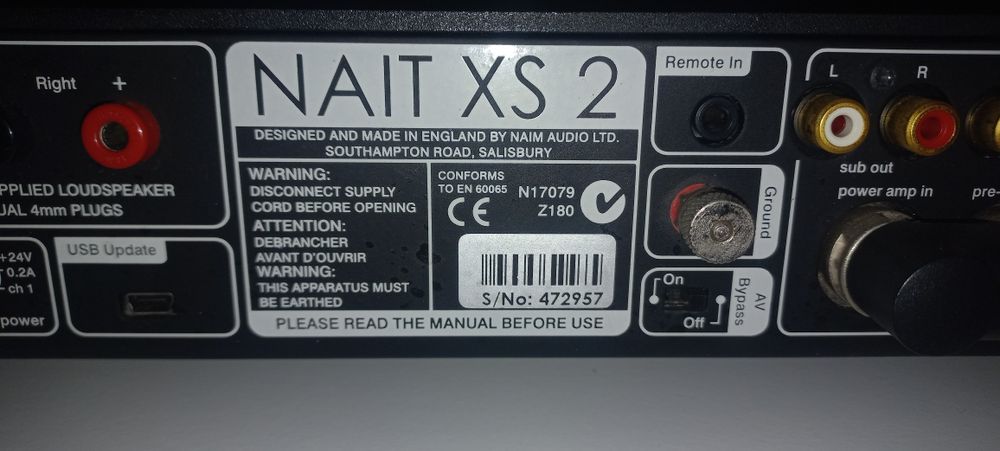 Right +
APPLIED LOUDSPEAKER
DUAL 4mm PLUGS
+24V
0.2A
ch 1
power
USB Update
NAIT XS 2
DESIGNED AND MADE IN ENGLAND BY NAIM AUDIO LTD.
SOUTHAMPTON ROAD, SALISBURY
WARNING:
DISCONNECT SUPPLY
CORD BEFORE OPENING
ATTENTION:
DEBRANCHER
AVANT D'OUVRIR
WARNING:
THIS APPARATUS MUST
BE EARTHED
CONFORMS
TO EN 60065
CE
N17079
Z180
S/No: 472957
PLEASE READ THE MANUAL BEFORE USE
Remote In
Ground
On
Off
AV
Bypass
L R
sub out
power amp in
pre-